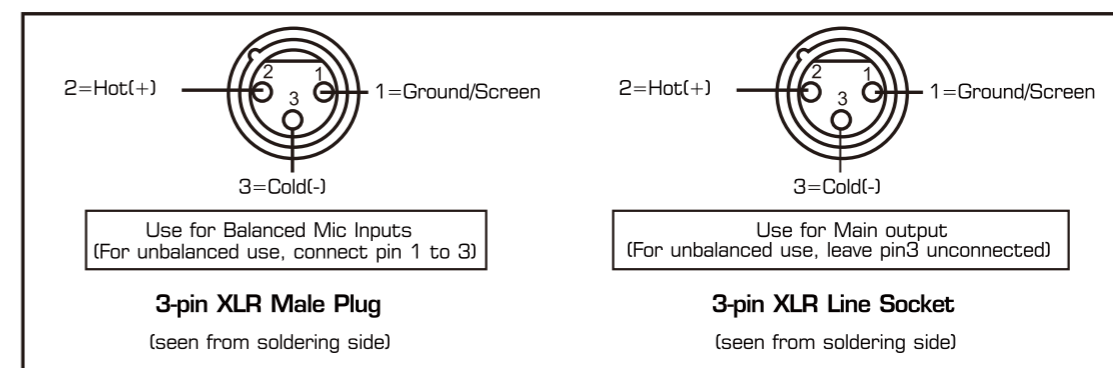 2=Hot(+)
2
1
3
1=Ground/Screen
3=Cold(-)
Use for Balanced Mic Inputs
(For unbalanced use, connect pin 1 to 3)
3-pin XLR Male Plug
(seen from soldering side)
2=Hot(+)
2
1
3
1=Ground/Screen
3=Cold(-)
Use for Main output
(For unbalanced use, leave pin3 unconnected)
3-pin XLR Line Socket
(seen from soldering side)